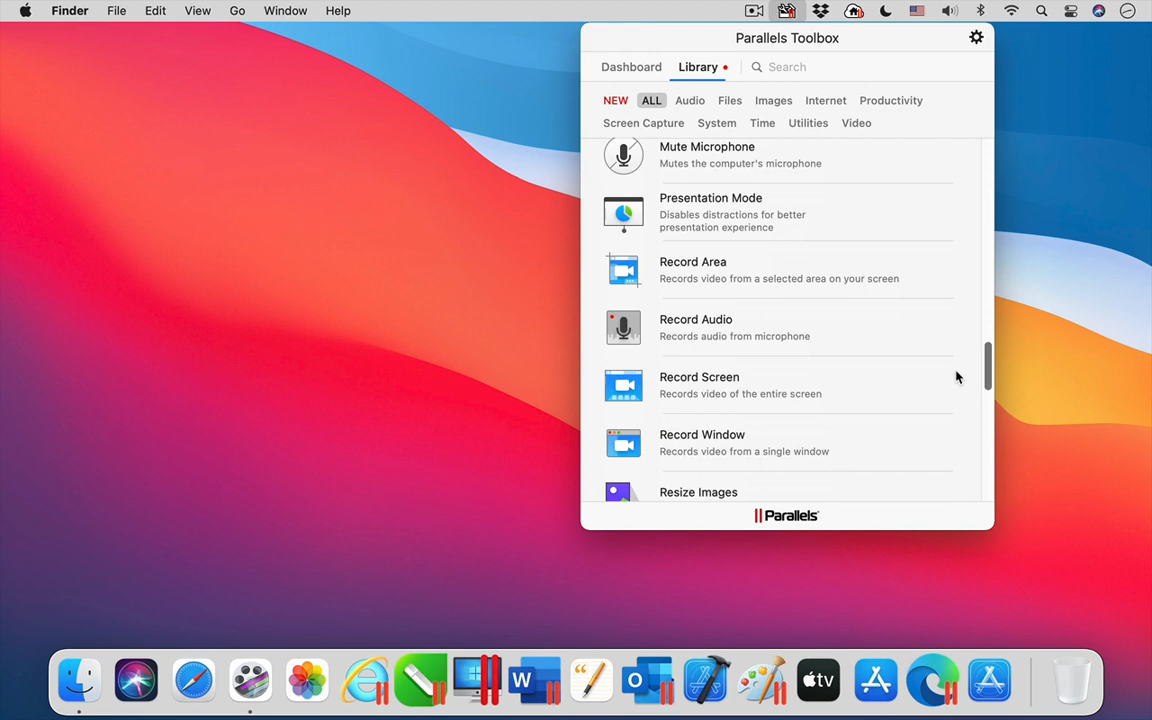 Finder File Edit View Go Window Help
Parallels Toolbox
Dashboard Library Search
NEW ALL Audio Files Images Internet Productivity
Screen Capture System Time Utilities Video
Mute Microphone
Mutes the computer's microphone
Presentation Mode
Disables distractions for better
presentation experience
Record Area
Records video from a selected area on your screen
Record Audio
Records audio from microphone
Record Screen
Records video of the entire screen
Record Window
Records video from a single window
Resize Images
Parallels
W O tv